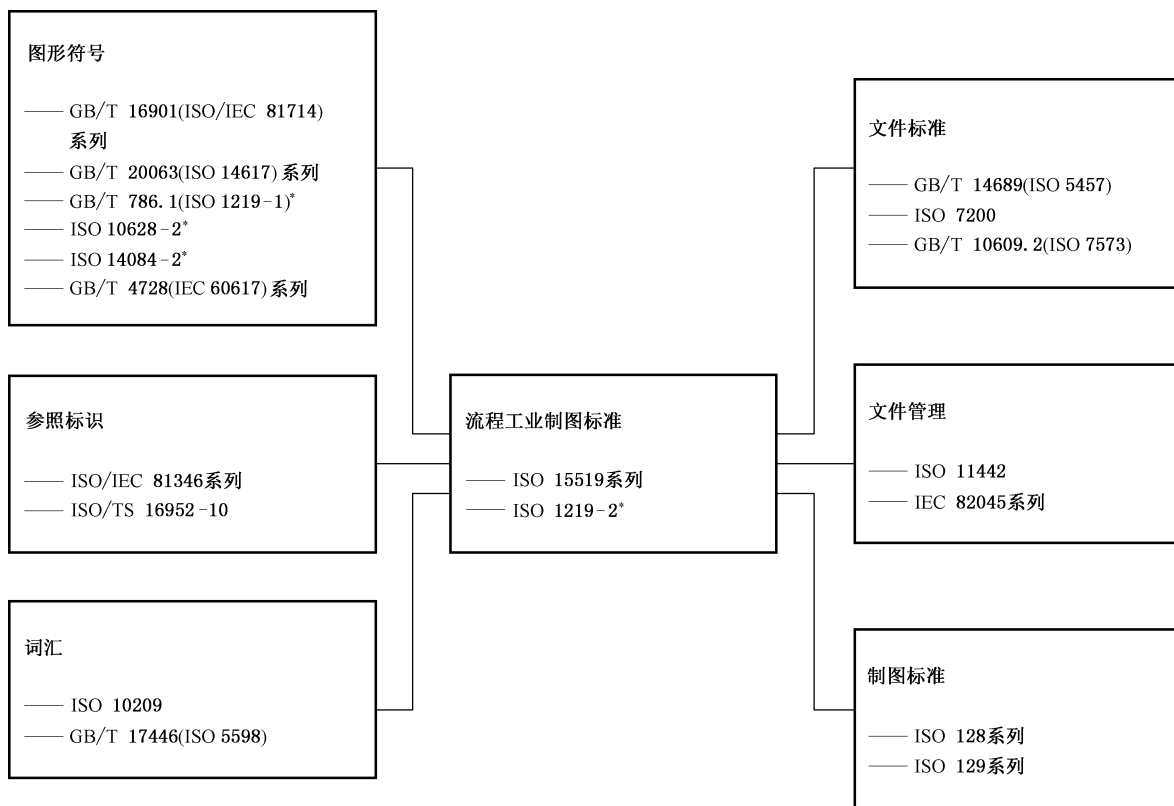 图形符号
—— GB/T 16901(ISO/IEC 81714)
系列
—— GB/T 20063(ISO 14617)系列
—— GB/T 786.1(ISO 1219-1)*
—— ISO 10628-2*
—— ISO 14084-2*
—— GB/T 4728(IEC 60617)系列
参照标识
—— ISO/IEC 81346系列
—— ISO/TS 16952-10
词汇
—— ISO 10209
—— GB/T 17446(ISO 5598)
流程工业制图标准
—— ISO 15519系列
—— ISO 1219-2*
文件标准
—— GB/T 14689(ISO 5457)
—— ISO 7200
—— GB/T 10609.2(ISO 7573)
文件管理
—— ISO 11442
—— IEC 82045系列
制图标准
—— ISO 128系列
—— ISO 129系列